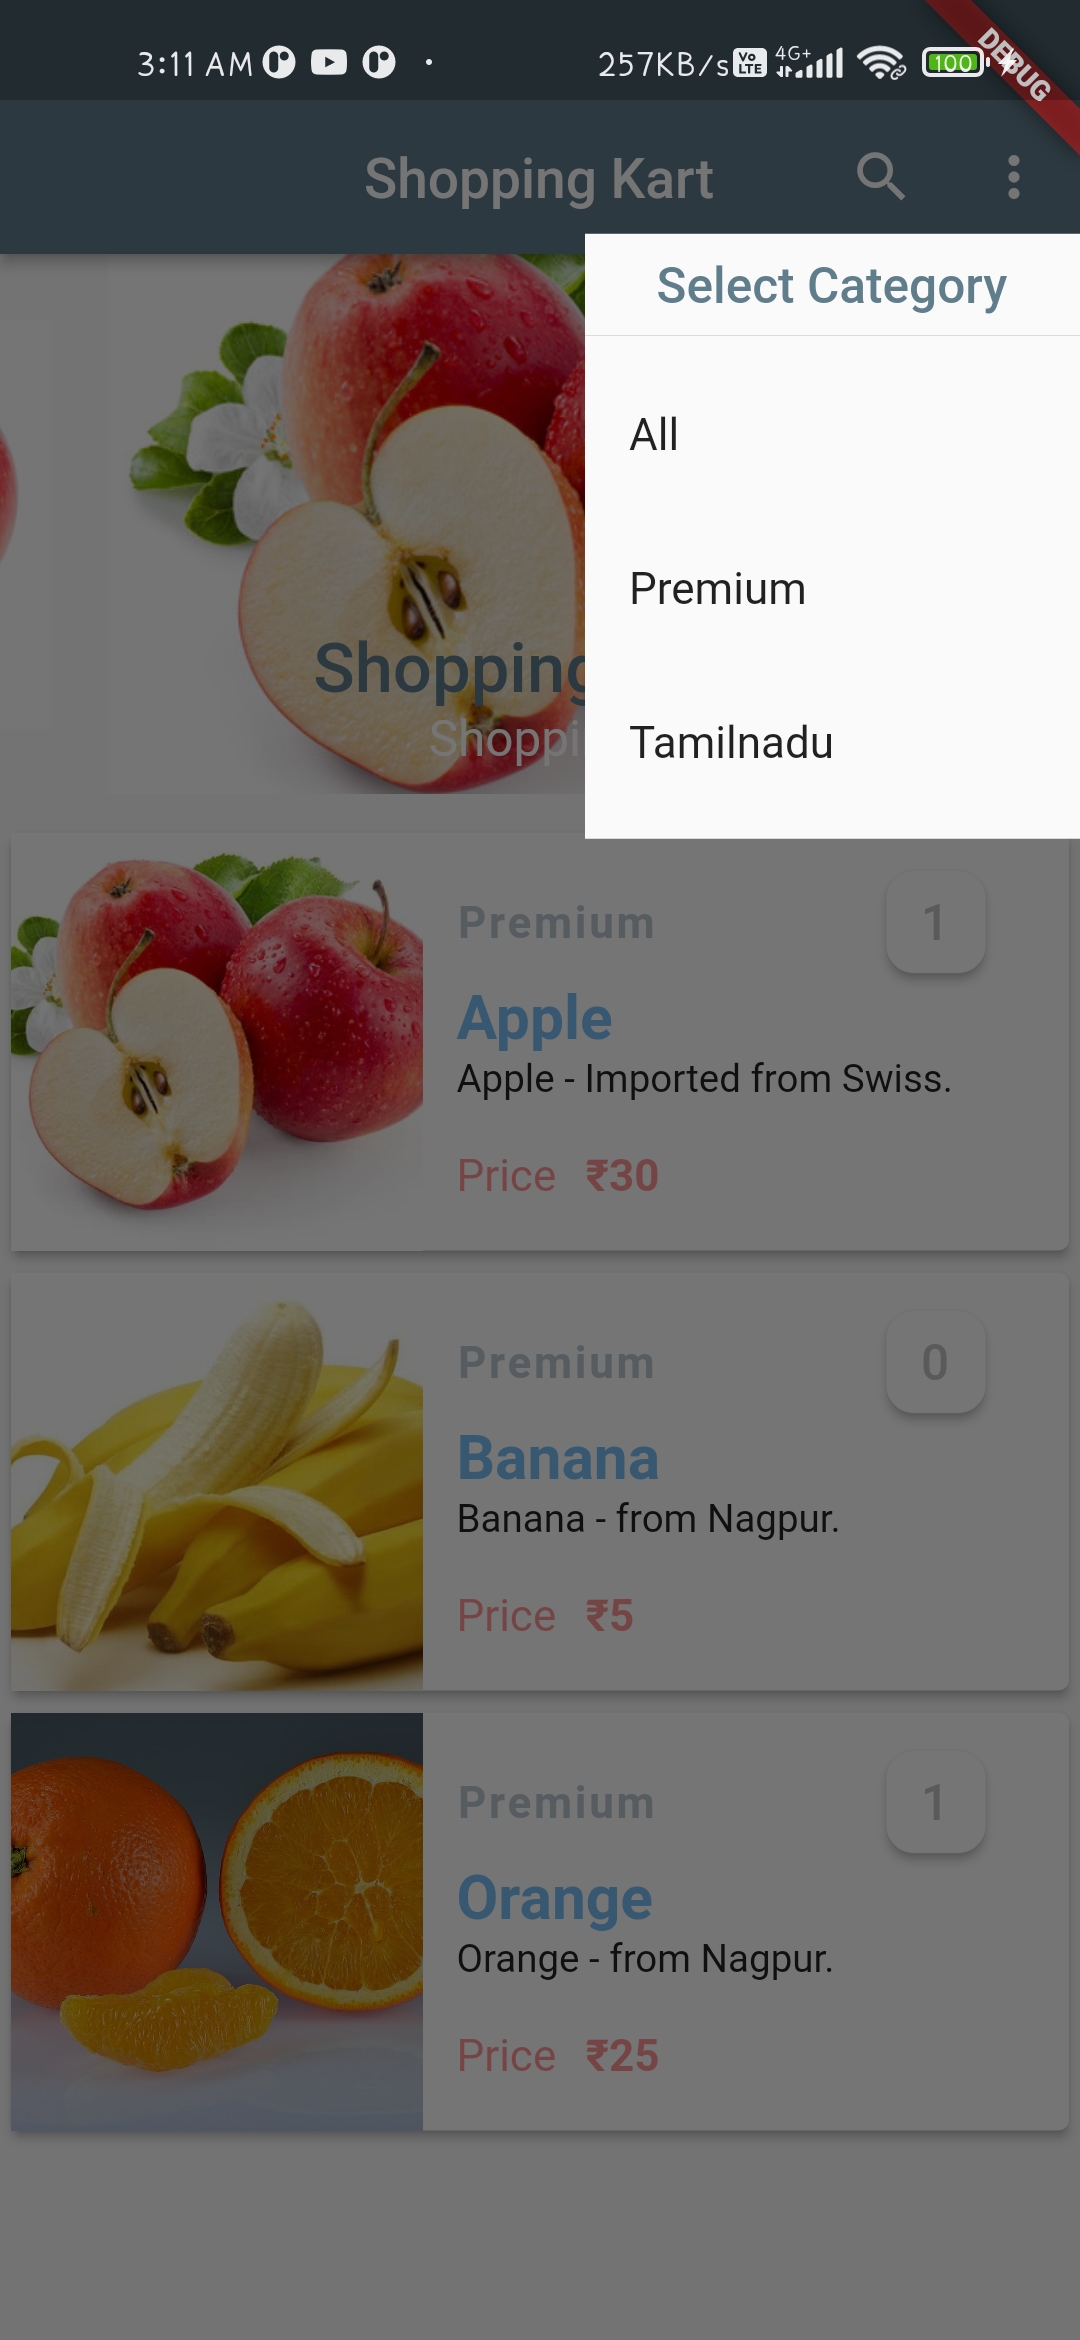 3:11 AM 257KB/s Vo LTE 4G+ 100
DEBUG
Shopping Kart
Select Category
All
Premium
Tamilnadu
Shopping
Shoppi
Premium 1
Apple
Apple - Imported from Swiss.
Price ₹30
Premium 0
Banana
Banana - from Nagpur.
Price ₹5
Premium 1
Orange
Orange - from Nagpur.
Price ₹25